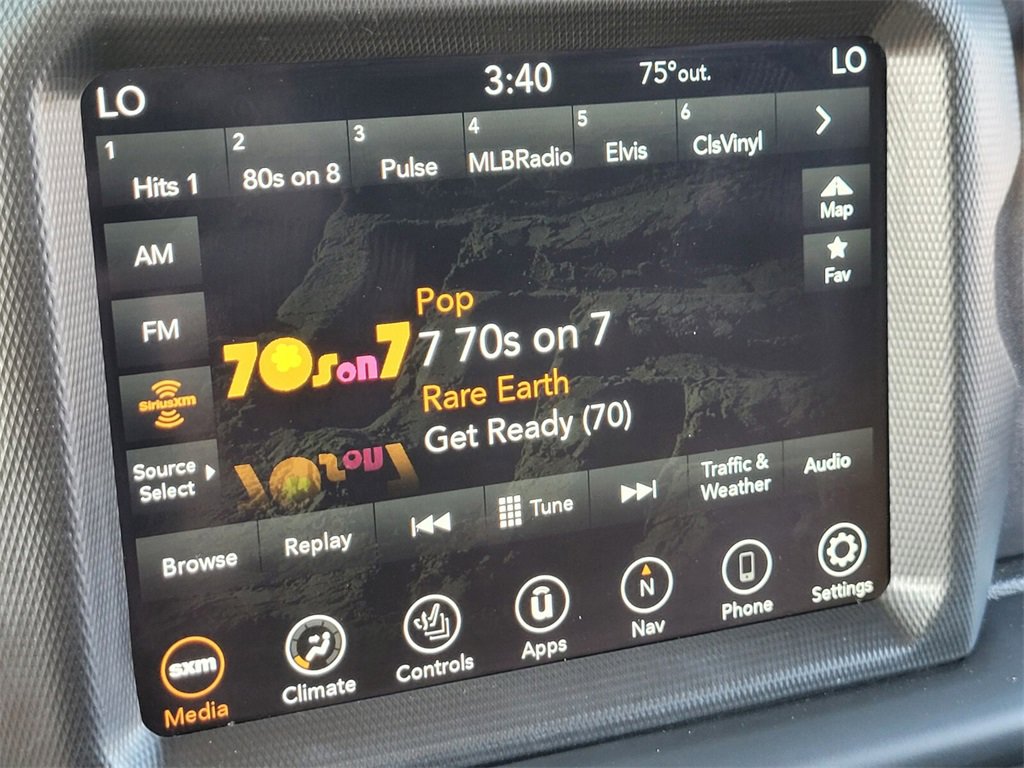 LO
3:40
75°out.
LO
1 Hits 1
2 80s on 8
3 Pulse
4 MLBRadio
5 Elvis
6 ClsVinyl
Map
Fav
AM
FM
SiriusXM
Source
Select
70s on 7
Pop
7 70s on 7
Rare Earth
Get Ready (70)
Browse
Replay
Tune
Traffic &
Weather
Audio
sxm
Media
Climate
Controls
Apps
N
Nav
Phone
Settings